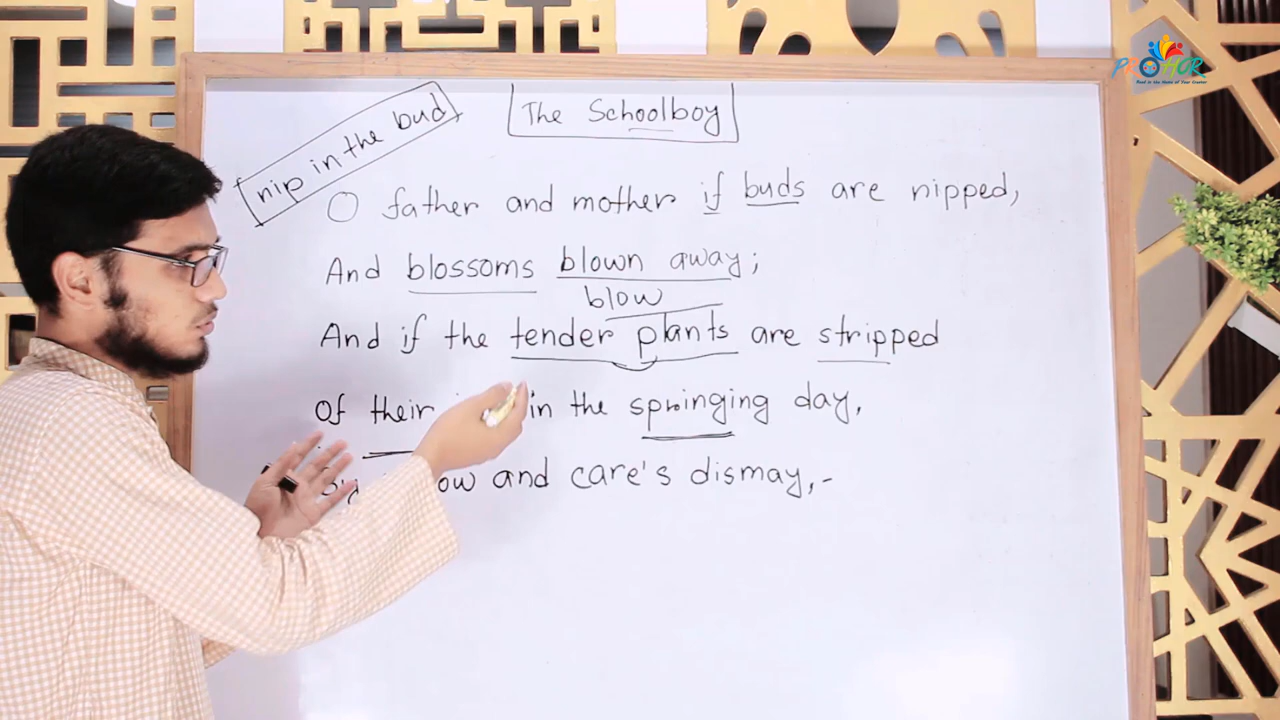 nip in the bud
The Schoolboy
O father and mother if buds are nipped,
And blossoms blown away;
blow
And if the tender plants are stripped
Of their in the springing day,
and care's dismay,-
PROHOR